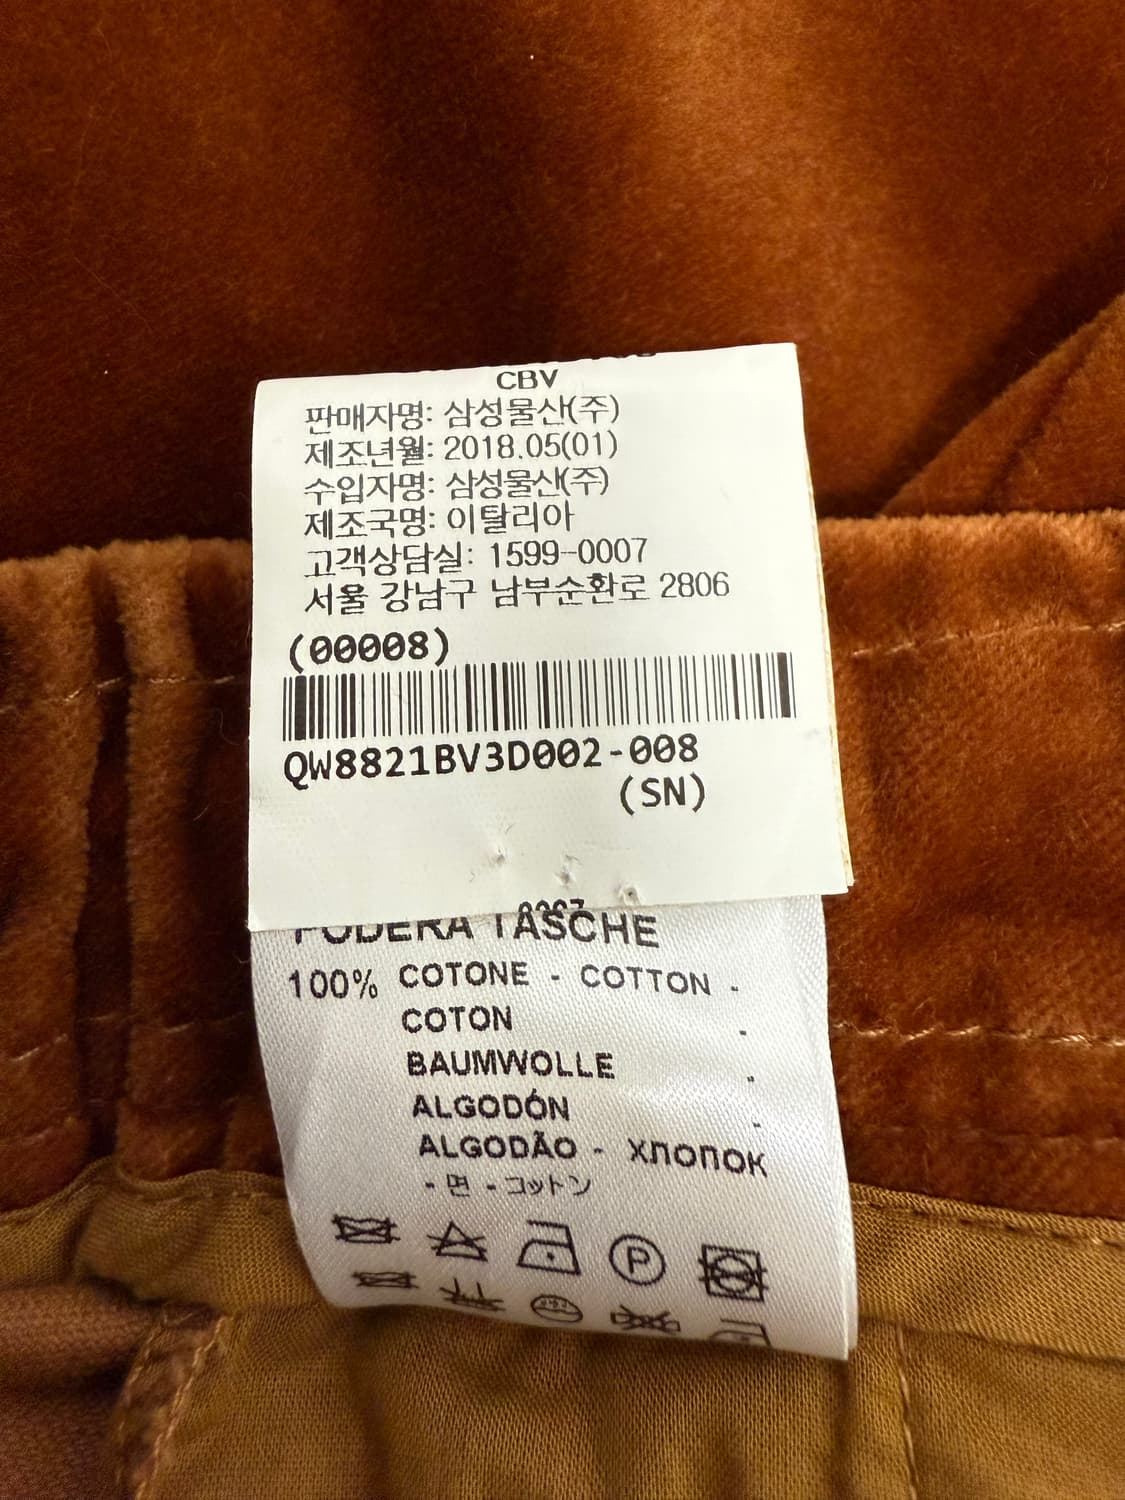 CBV
판매자명: 삼성물산(주)
제조년월: 2018.05(01)
수입자명: 삼성물산(주)
제조국명: 이탈리아
고객상담실: 1599-0007
서울 강남구 남부순환로 2806
(00008)
QW8821BV3D002-008
(SN)
FODERA TASCHE
100% COTONE - COTTON -
COTON -
BAUMWOLLE -
ALGODÓN -
ALGODÃO - ХЛОПОК
- 면 - コットン
P